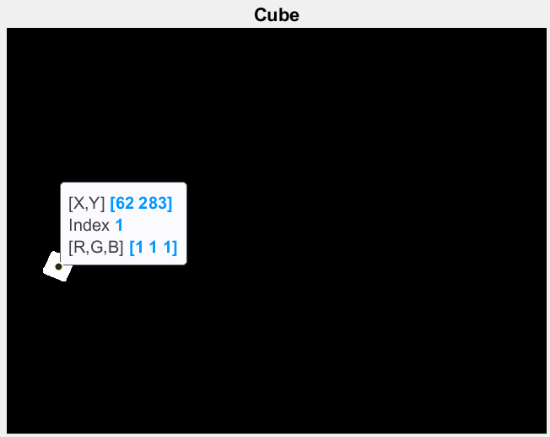 Cube
[X,Y] [62 283]
Index 1
[R,G,B] [1 1 1]